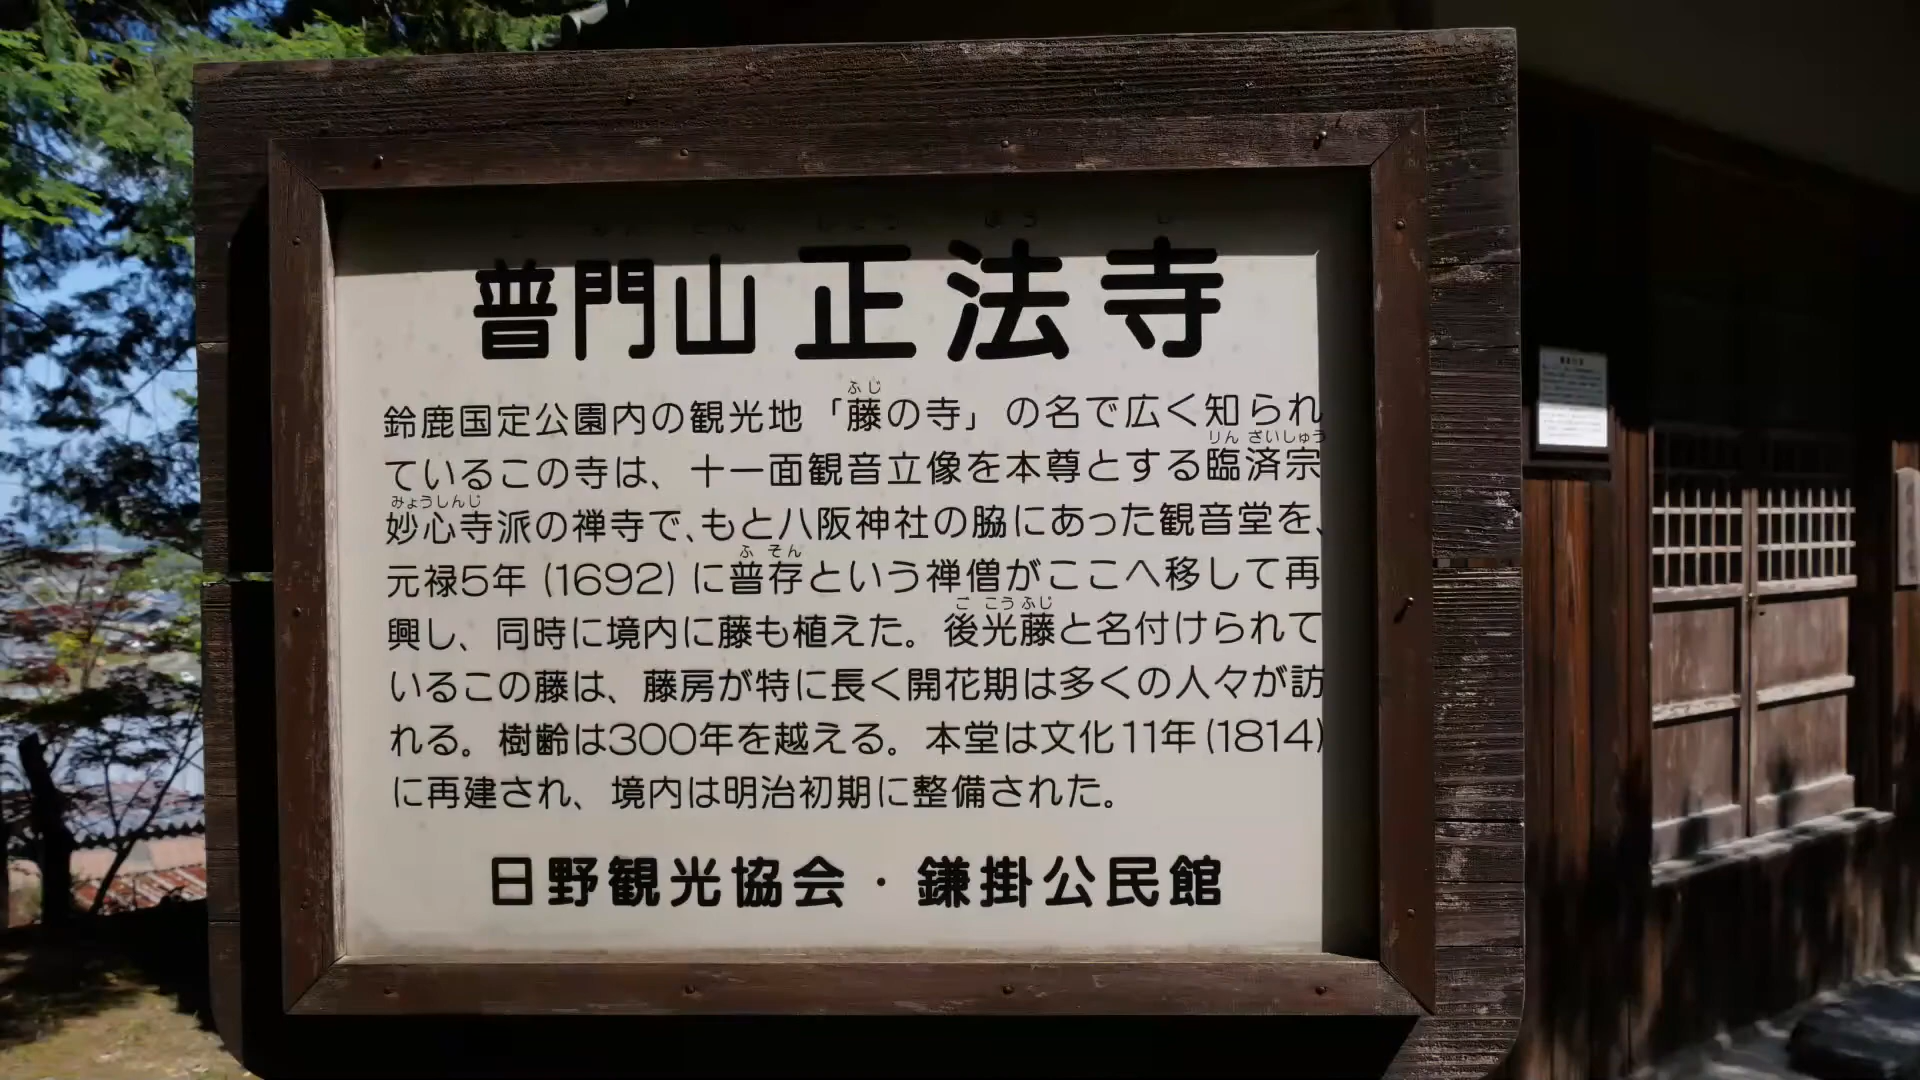 普門山 正法寺
鈴鹿国定公園内の観光地「藤の寺」の名で広く知られ
ているこの寺は、十一面観音立像を本尊とする臨済宗
妙心寺派の禅寺で、もと八阪神社の脇にあった観音堂を、
元禄5年(1692)に普存という禅僧がここへ移して再
興し、同時に境内に藤も植えた。後光藤と名付けられて
いるこの藤は、藤房が特に長く開花期は多くの人々が訪
れる。樹齢は300年を越える。本堂は文化11年(1814)
に再建され、境内は明治初期に整備された。
日野観光協会・鎌掛公民館